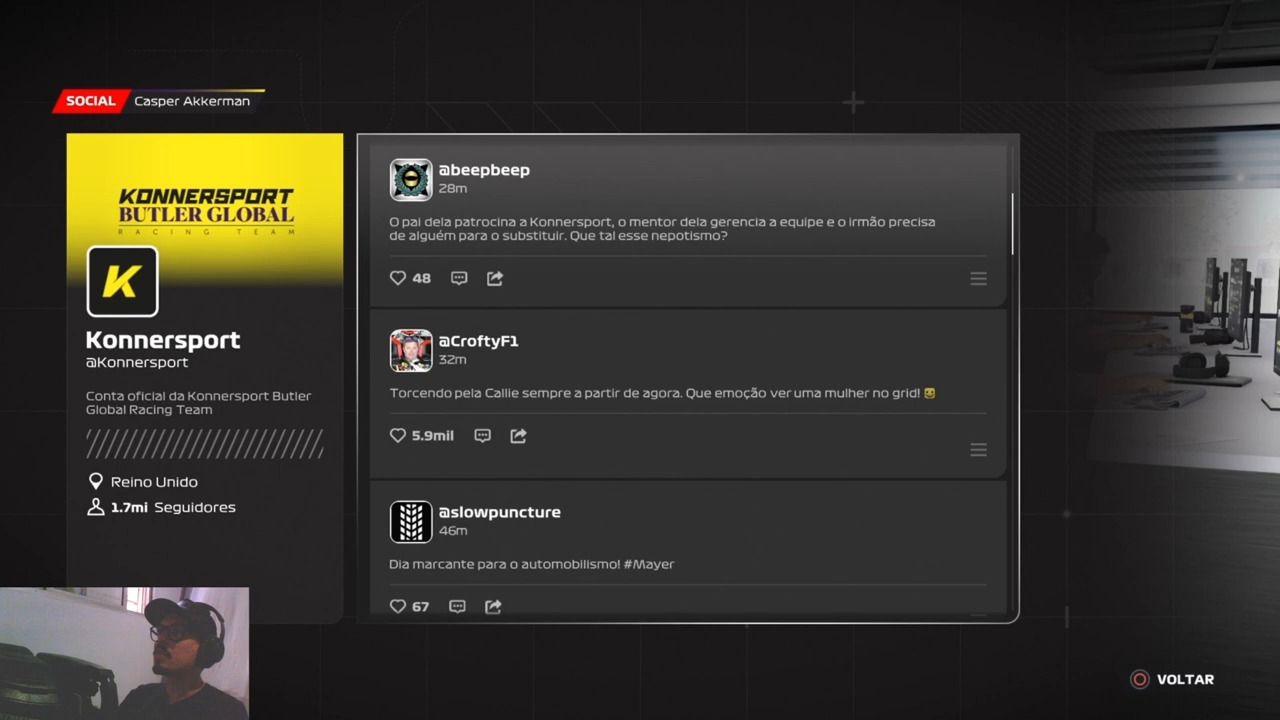 SOCIAL Casper Akkerman
KONNERSPORT
BUTLER GLOBAL
RACING TEAM
K
Konnersport
@Konnersport
Conta oficial da Konnersport Butler
Global Racing Team
Reino Unido
1.7mi Seguidores
@beepbeep
28m
O pai dela patrocina a Konnersport, o mentor dela gerencia a equipe e o irmão precisa
de alguém para o substituir. Que tal esse nepotismo?
48
@CroftyF1
32m
Torcendo pela Callie sempre a partir de agora. Que emoção ver uma mulher no grid!
5.9mil
@slowpuncture
46m
Dia marcante para o automobilismo! #Mayer
67
VOLTAR